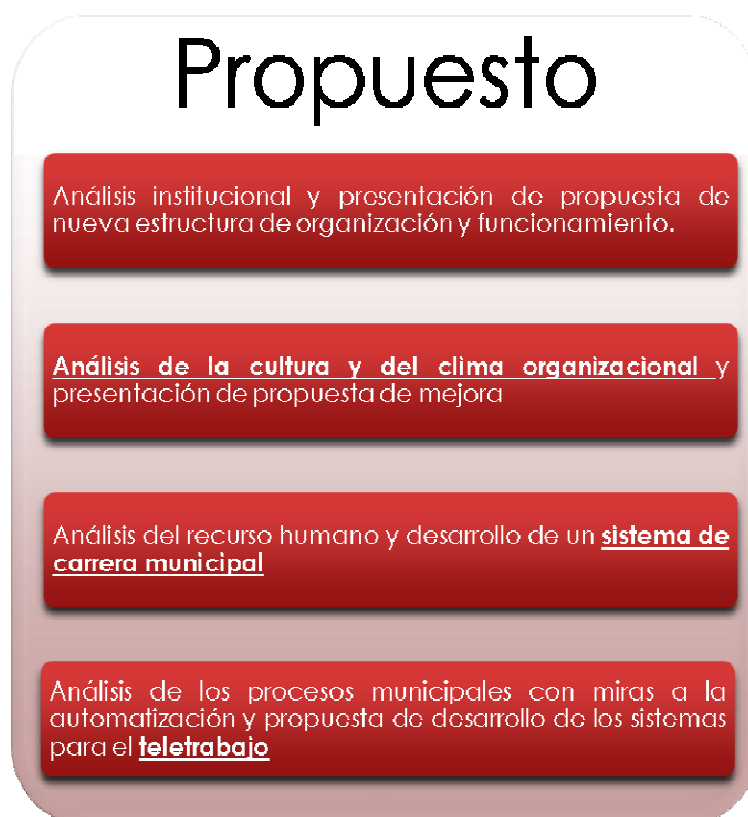 Propuesto
Análisis institucional y presentación de propuesta de
nueva estructura de organización y funcionamiento.
Análisis de la cultura y del clima organizacional y
presentación de propuesta de mejora
Análisis del recurso humano y desarrollo de un sistema de
carrera municipal
Análisis de los procesos municipales con miras a la
automatización y propuesta de desarrollo de los sistemas
para el teletrabajo